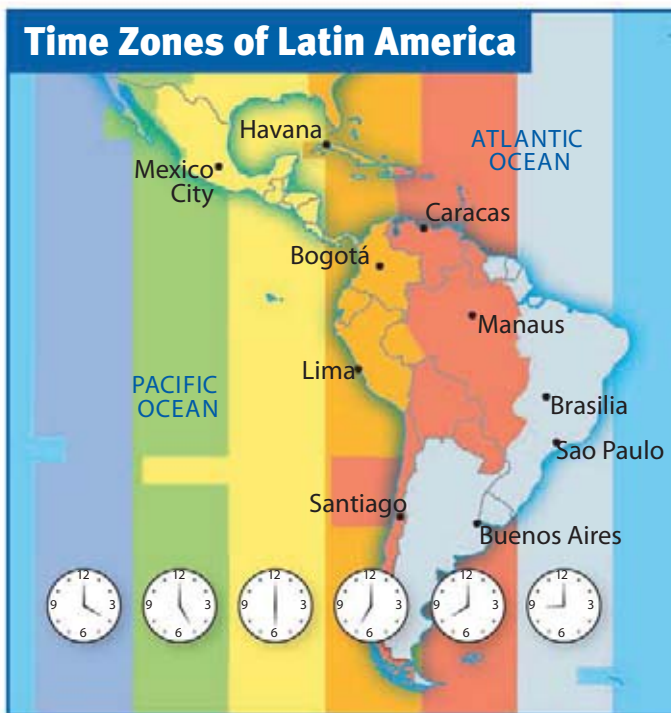 Time Zones of Latin America
Havana
ATLANTIC
OCEAN
Mexico
City
Caracas
Bogotá
Manaus
Lima
PACIFIC
OCEAN
Brasilia
Sao Paulo
Santiago
Buenos Aires
12
9 3
6
12
9 3
6
12
9 3
6
12
9 3
6
12
9 3
6
12
9 3
6